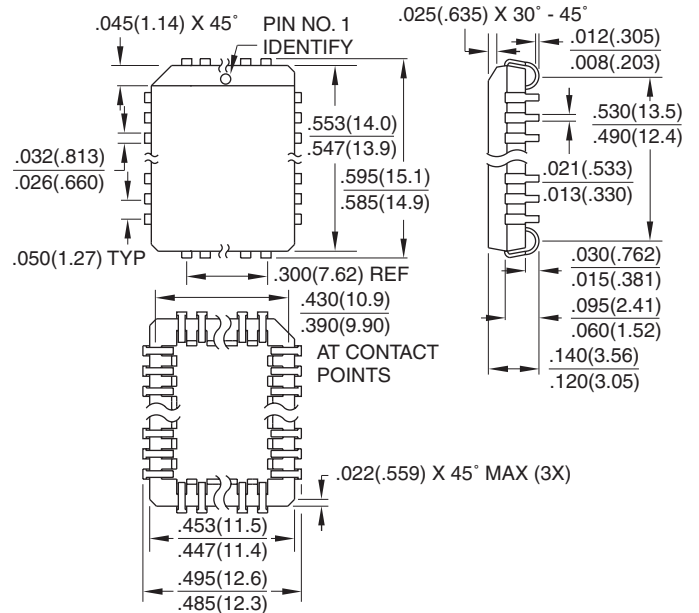 .045(1.14) X 45°
PIN NO. 1
IDENTIFY
.025(.635) X 30° - 45°
.012(.305)
.008(.203)
.553(14.0)
.547(13.9)
.595(15.1)
.585(14.9)
.032(.813)
.026(.660)
.050(1.27) TYP
.530(13.5)
.490(12.4)
.021(.533)
.013(.330)
.300(7.62) REF
.430(10.9)
.390(9.90)
AT CONTACT
POINTS
.030(.762)
.015(.381)
.095(2.41)
.060(1.52)
.140(3.56)
.120(3.05)
.022(.559) X 45° MAX (3X)
.453(11.5)
.447(11.4)
.495(12.6)
.485(12.3)